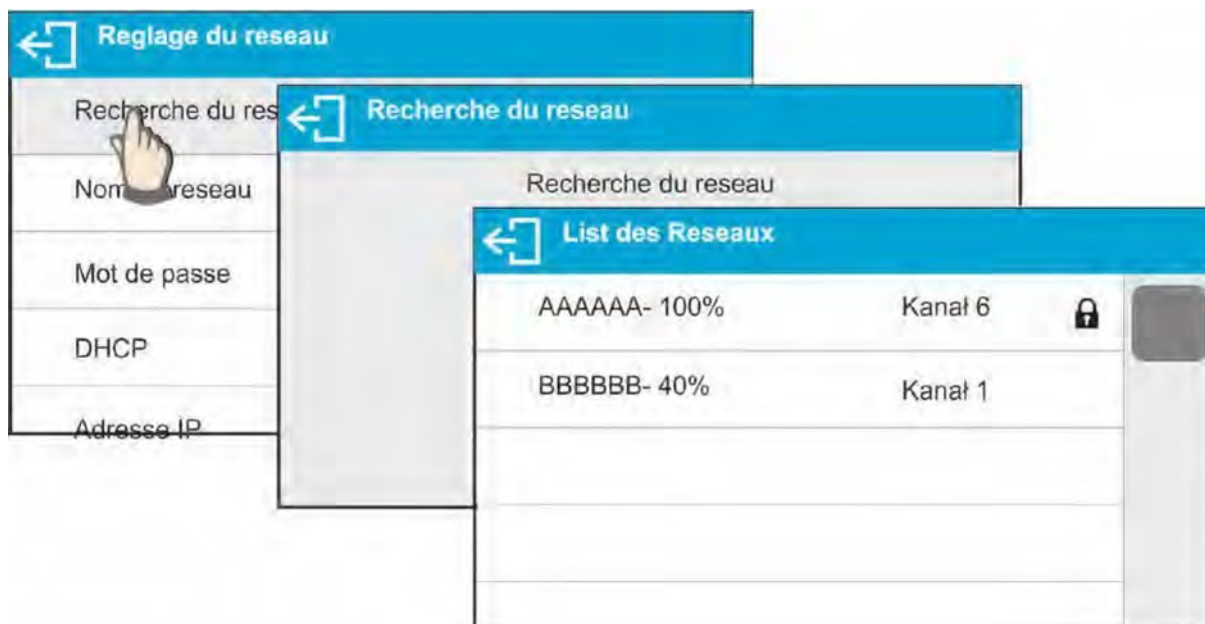 Reglage du reseau
Recherche du res
Nom reseau
Mot de passe
DHCP
Adresse IP
Recherche du reseau
Recherche du reseau
List des Reseaux
AAAAAA- 100% Kanał 6
BBBBBB- 40% Kanał 1